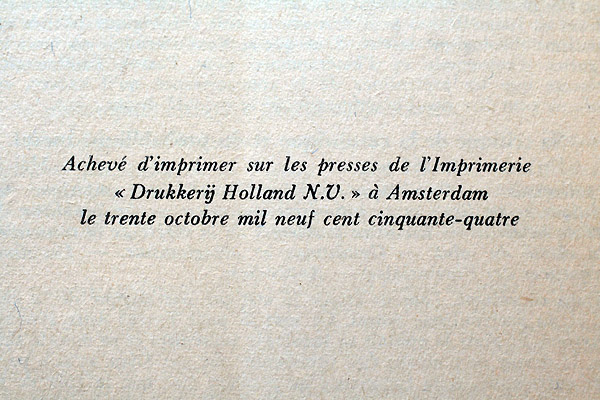 Achevé d'imprimer sur les presses de l'Imprimerie
« Drukkerij Holland N.V. » à Amsterdam
le trente octobre mil neuf cent cinquante-quatre